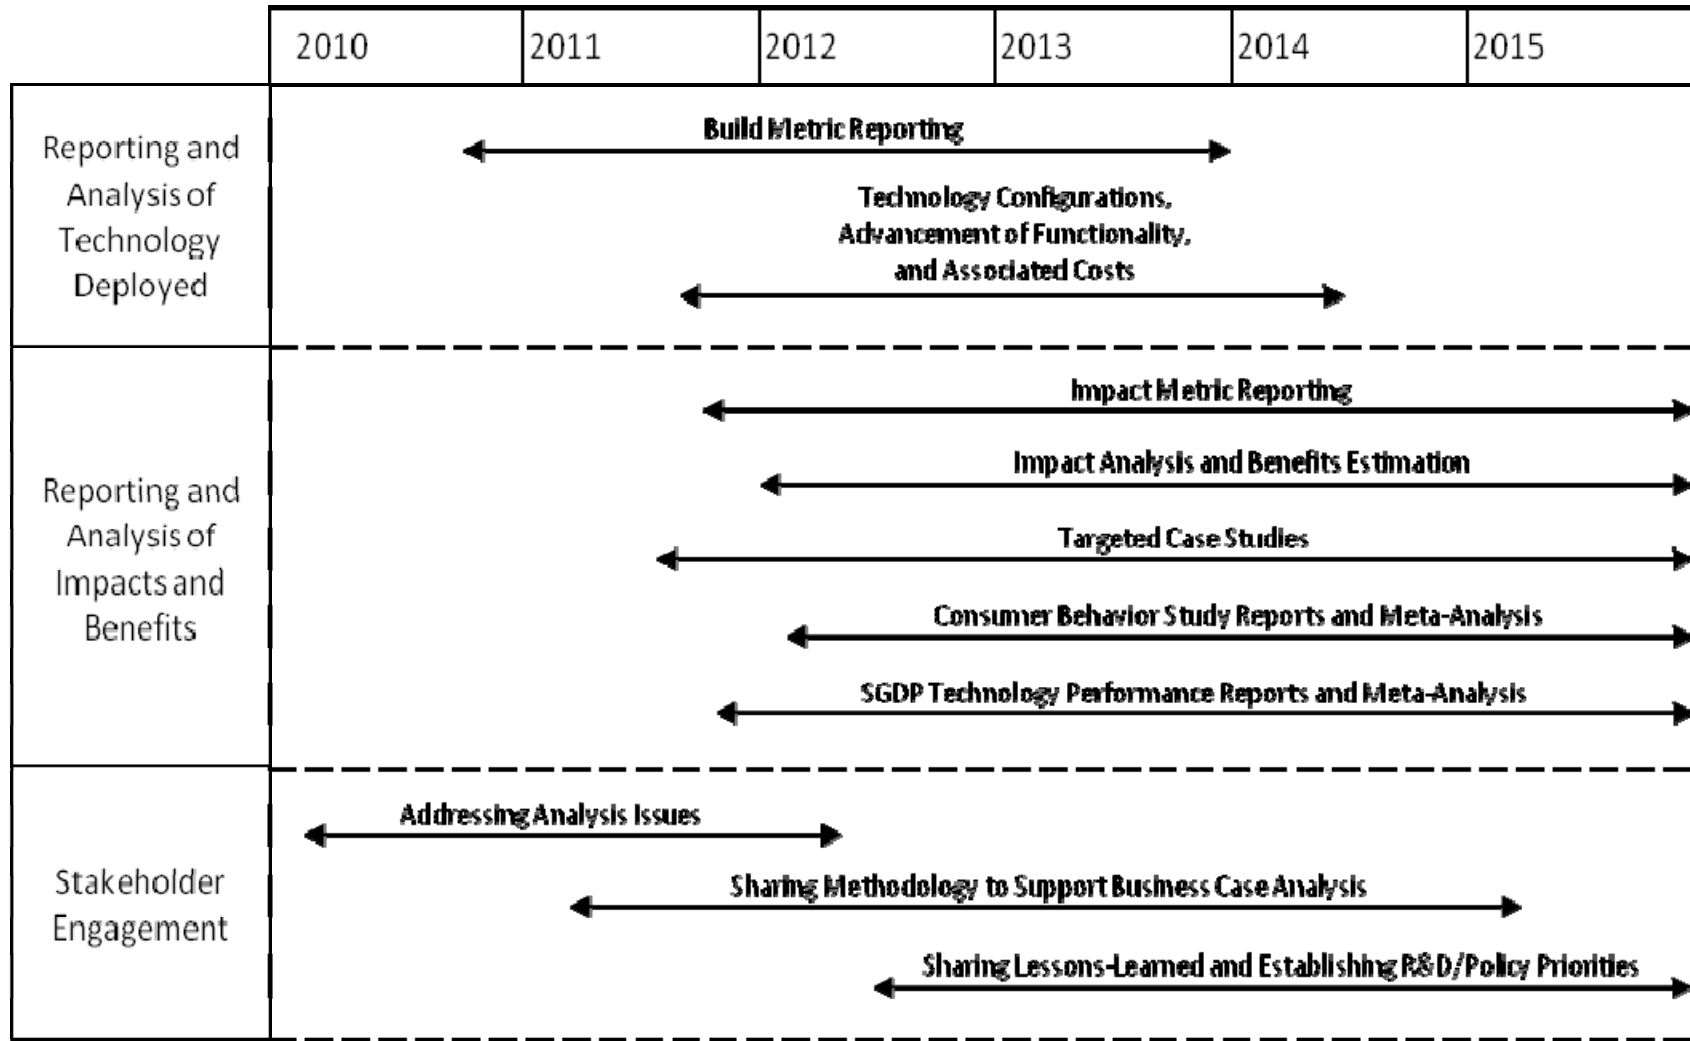 2010 2011 2012 2013 2014 2015
Reporting and
Analysis of
Technology
Deployed
Build Metric Reporting
Technology Configurations,
Advancement of Functionality,
and Associated Costs
Reporting and
Analysis of
Impacts and
Benefits
Impact Metric Reporting
Impact Analysis and Benefits Estimation
Targeted Case Studies
Consumer Behavior Study Reports and Meta-Analysis
SGDP Technology Performance Reports and Meta-Analysis
Stakeholder
Engagement
Addressing Analysis Issues
Sharing Methodology to Support Business Case Analysis
Sharing Lessons-Learned and Establishing R&D/Policy Priorities